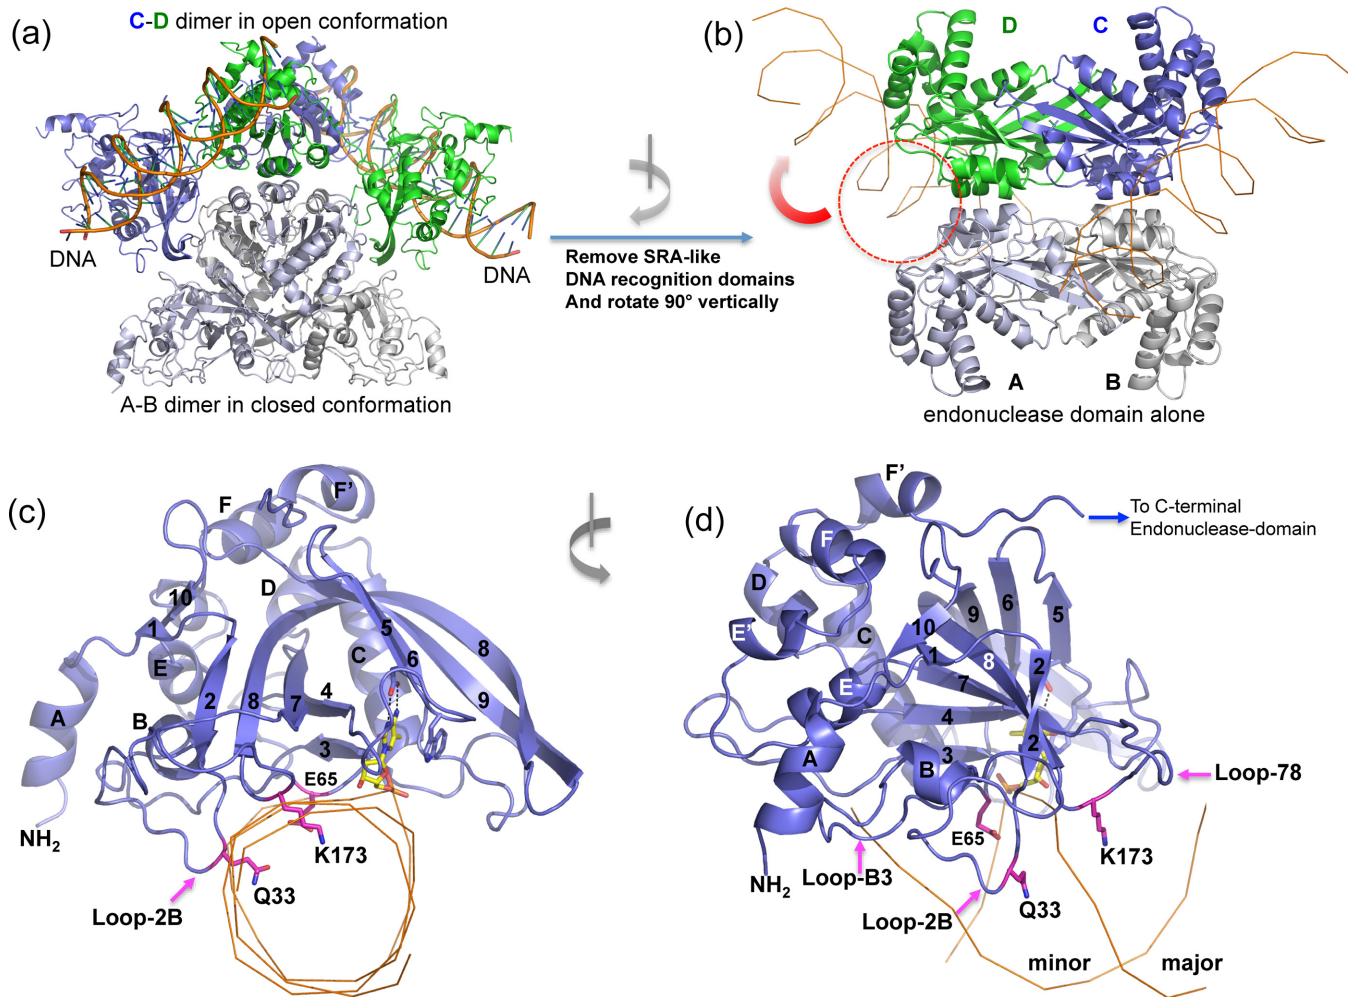 (a)
C-D dimer in open conformation
DNA
DNA
A-B dimer in closed conformation
Remove SRA-like
DNA recognition domains
And rotate 90° vertically
(b)
D
C
A
B
endonuclease domain alone
(c)
F
F’
10
D
1
E
C
5
6
8
2
8
7
4
9
A
B
3
E65
NH2
K173
Q33
Loop-2B
(d)
F’
To C-terminal
Endonuclease-domain
F
D
E’
C
9
6
5
10
1
8
2
E
7
4
A
B
3
2
Loop-78
E65
K173
NH2
Loop-B3
Loop-2B
Q33
minor
major